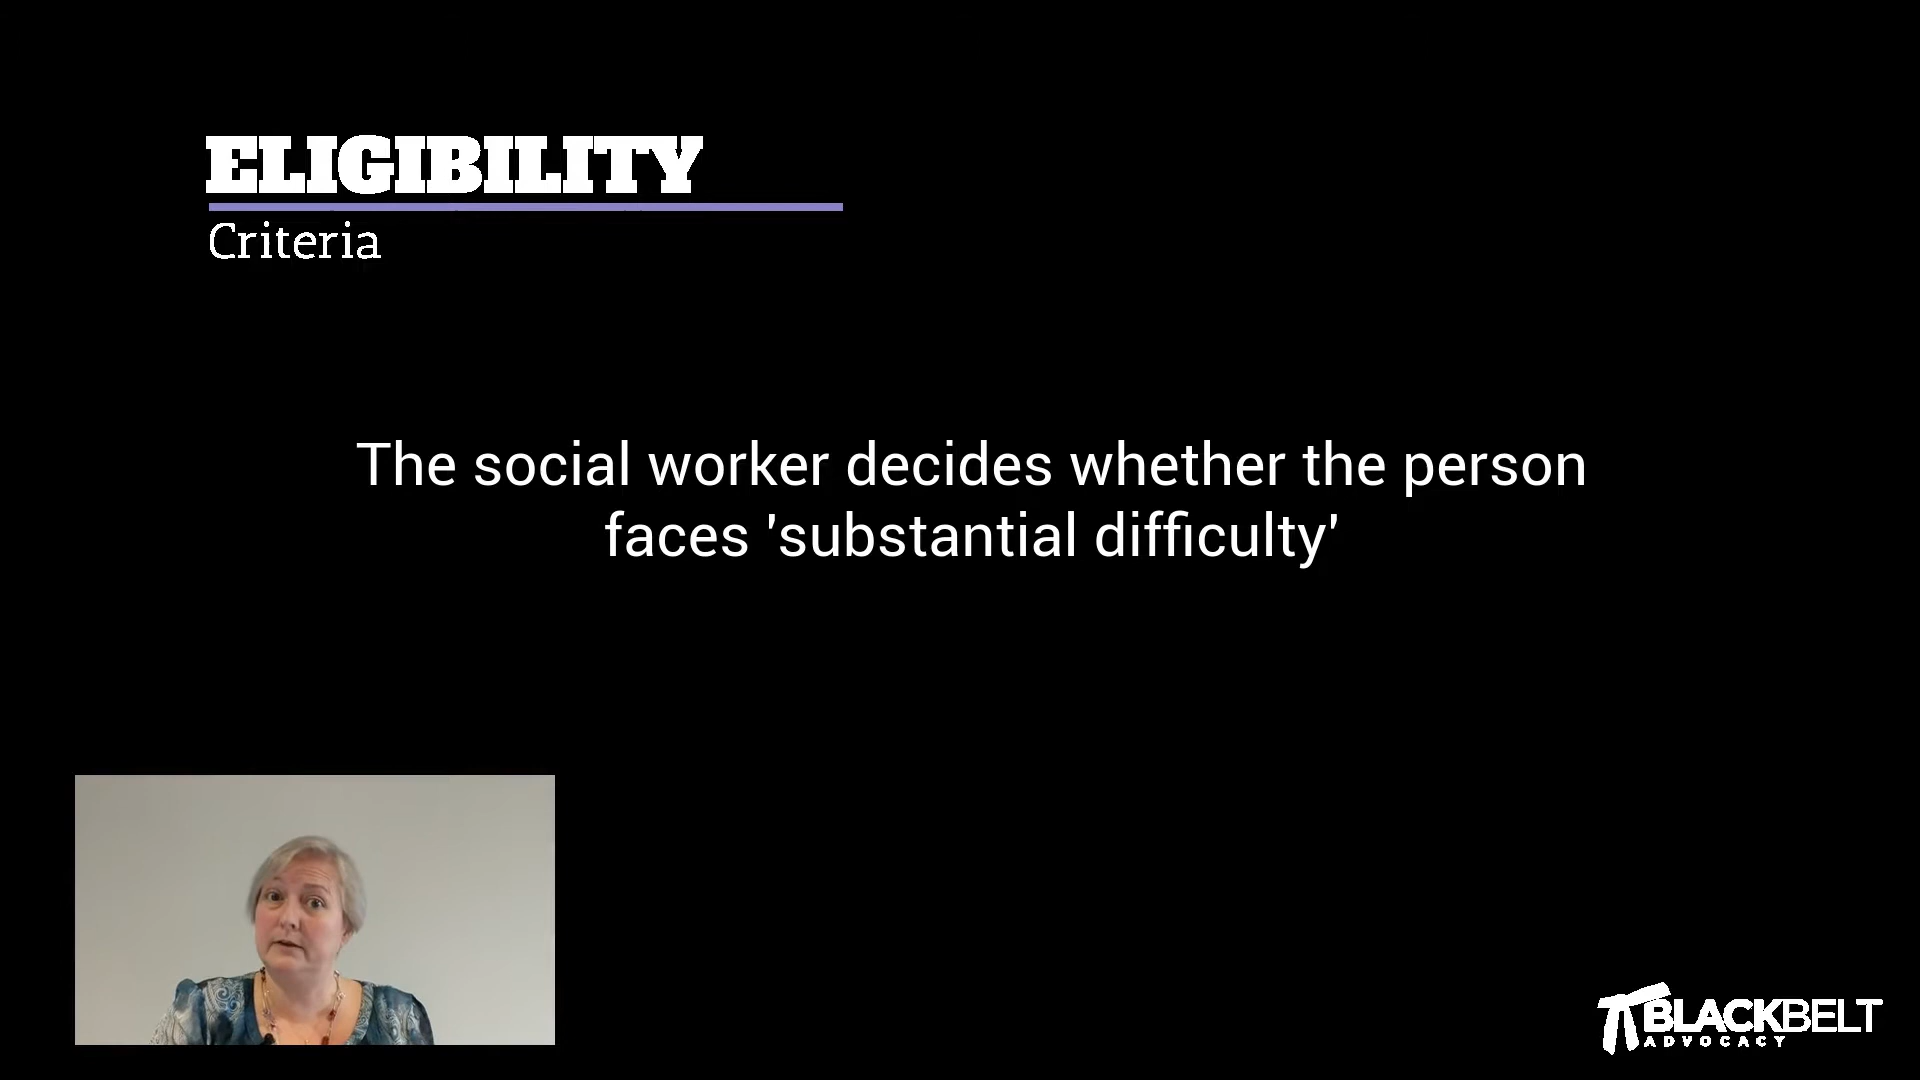 ELIGIBILITY
Criteria
The social worker decides whether the person
faces 'substantial difficulty'
BLACKBELT
ADVOCACY